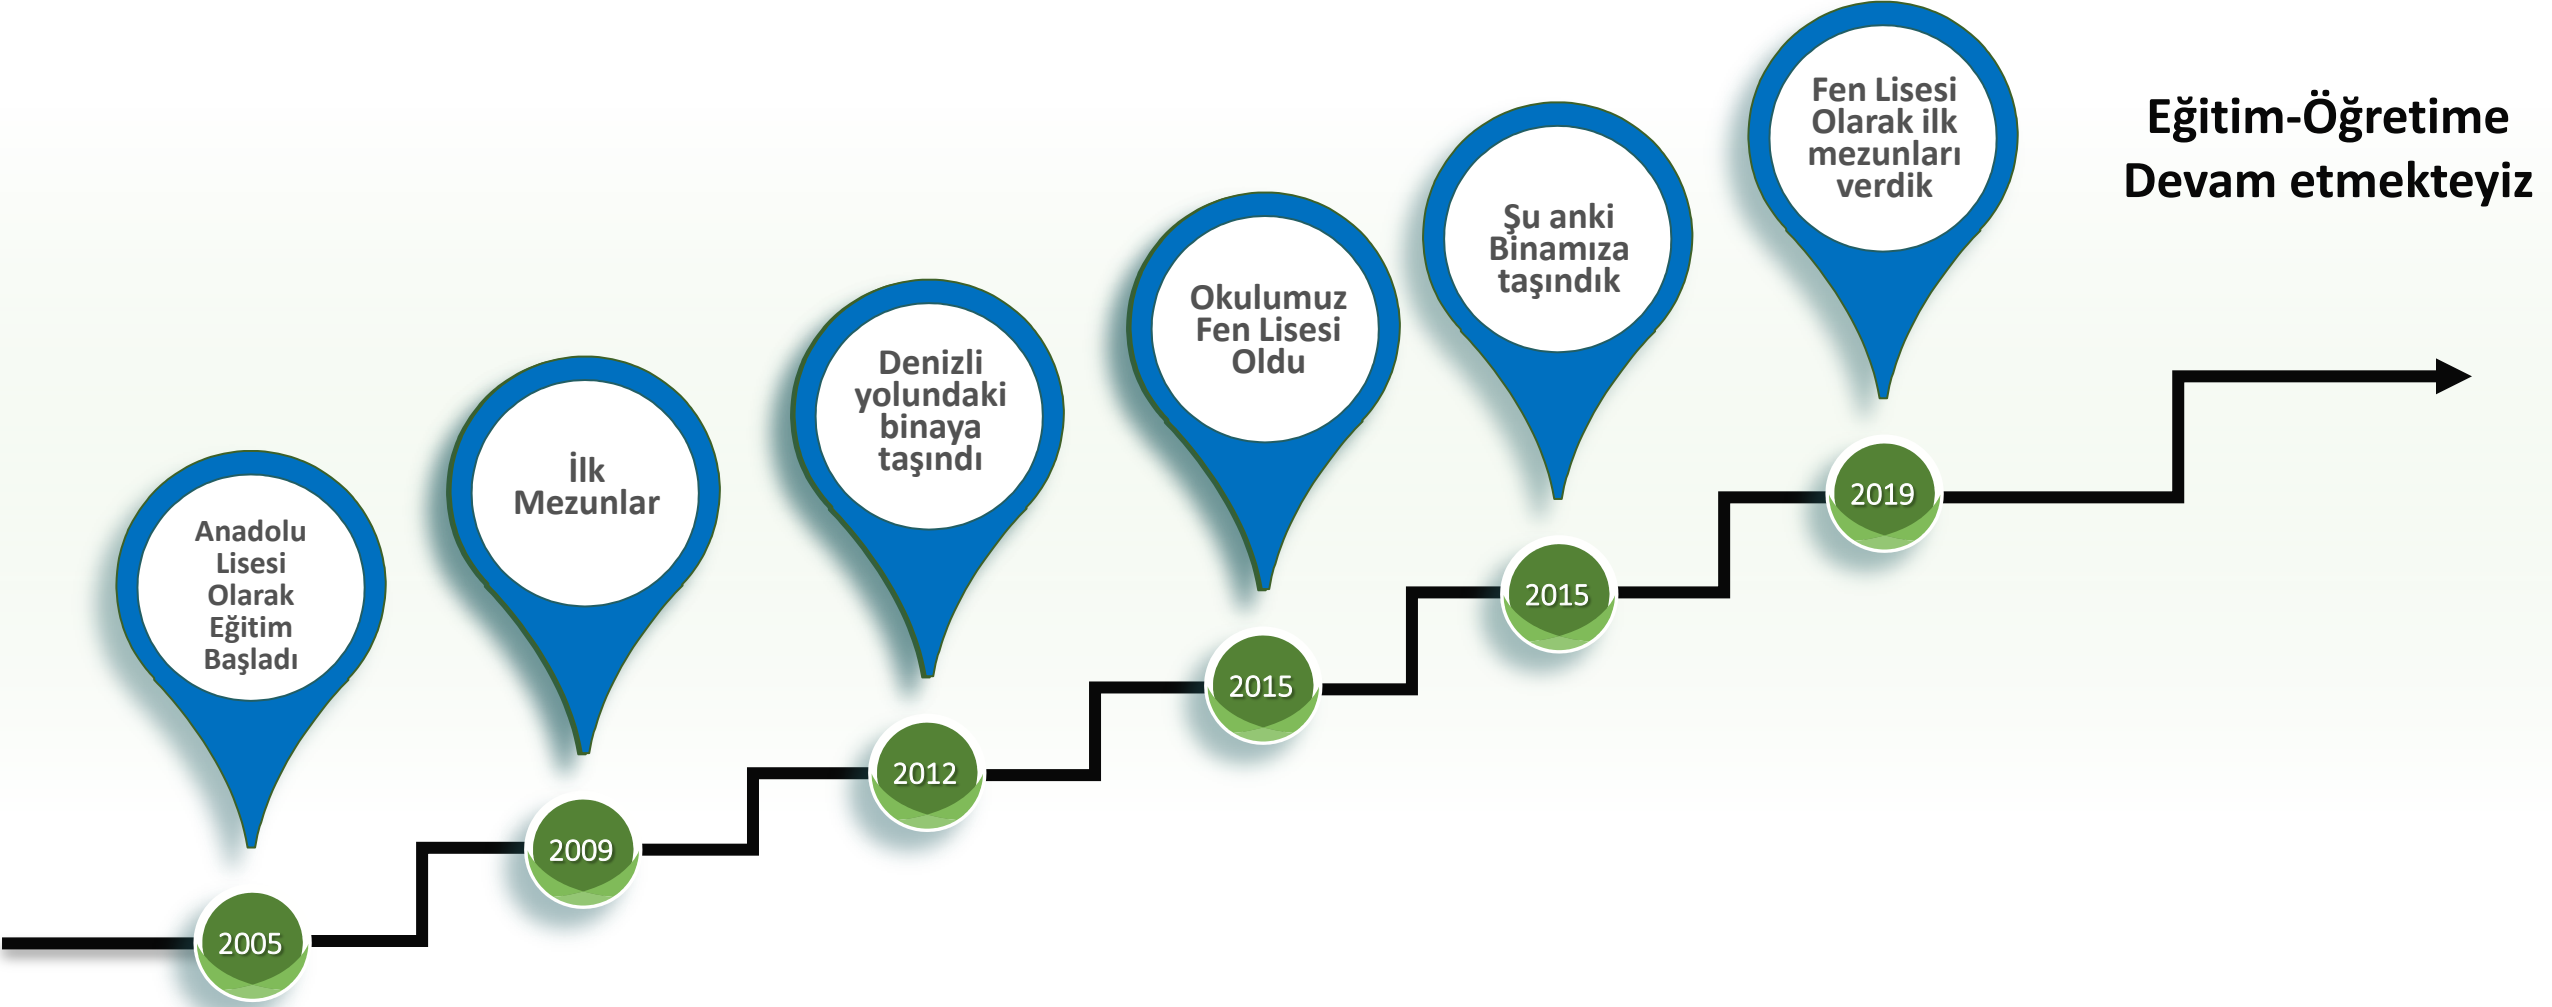 Anadolu
Lisesi
Olarak
Eğitim
Başladı
2005
İlk
Mezunlar
2009
Denizli
yolundaki
binaya
taşındı
2012
Okulumuz
Fen Lisesi
Oldu
2015
Şu anki
Binamıza
taşındık
2015
Fen Lisesi
Olarak ilk
mezunları
verdik
2019
Eğitim-Öğretime
Devam etmekteyiz